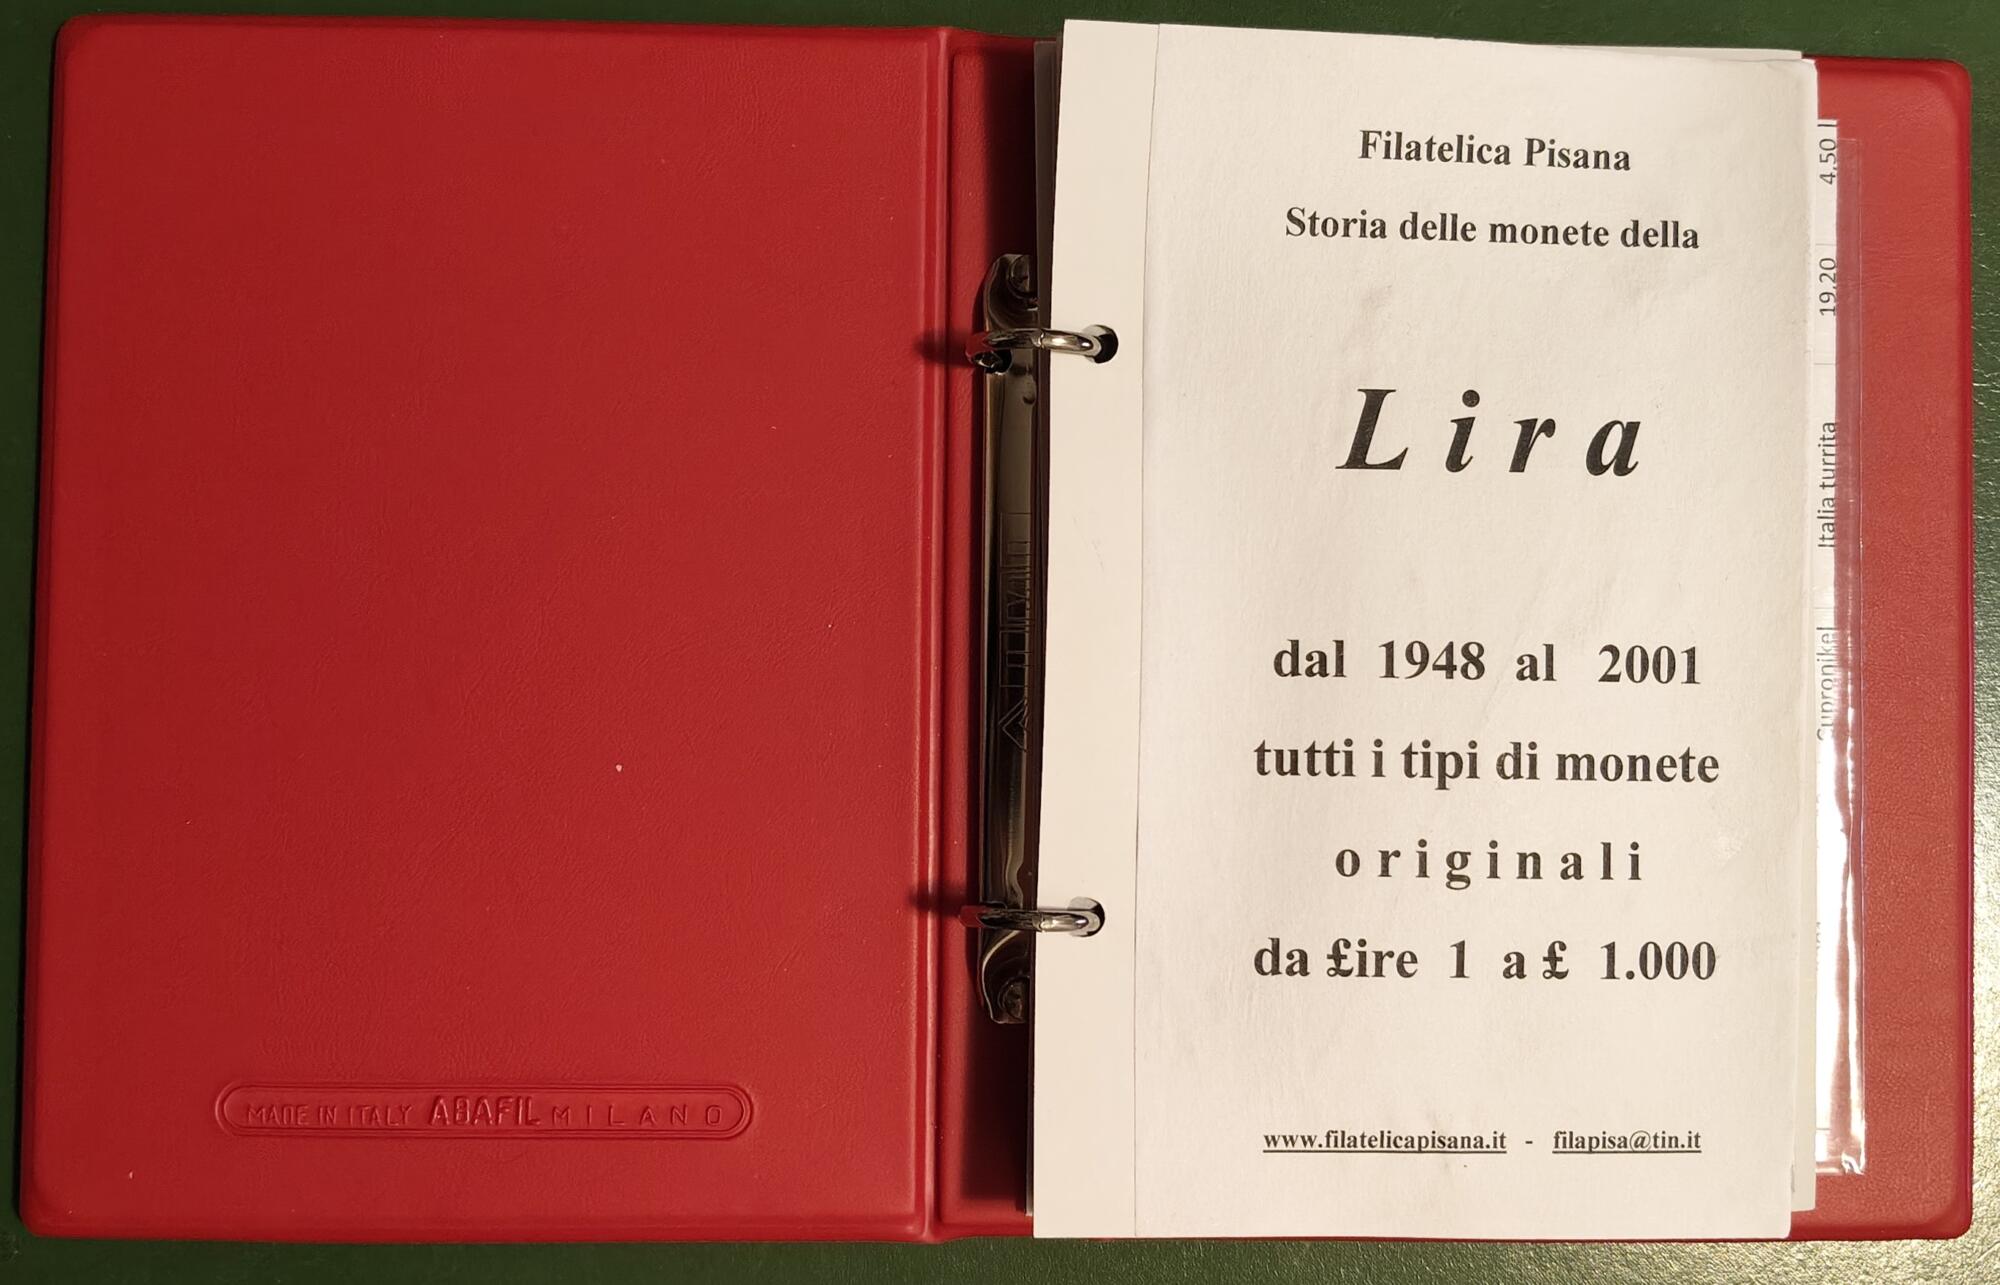 MADE IN ITALY ABAFIL MILANO
Filatelica Pisana
Storia delle monete della
Lira
dal 1948 al 2001
tutti i tipi di monete
originali
da £ire 1 a £ 1.000
www.filatelicapisana.it - filapisa@tin.it
4,50
19,20
Italia turrita
Cupronikel